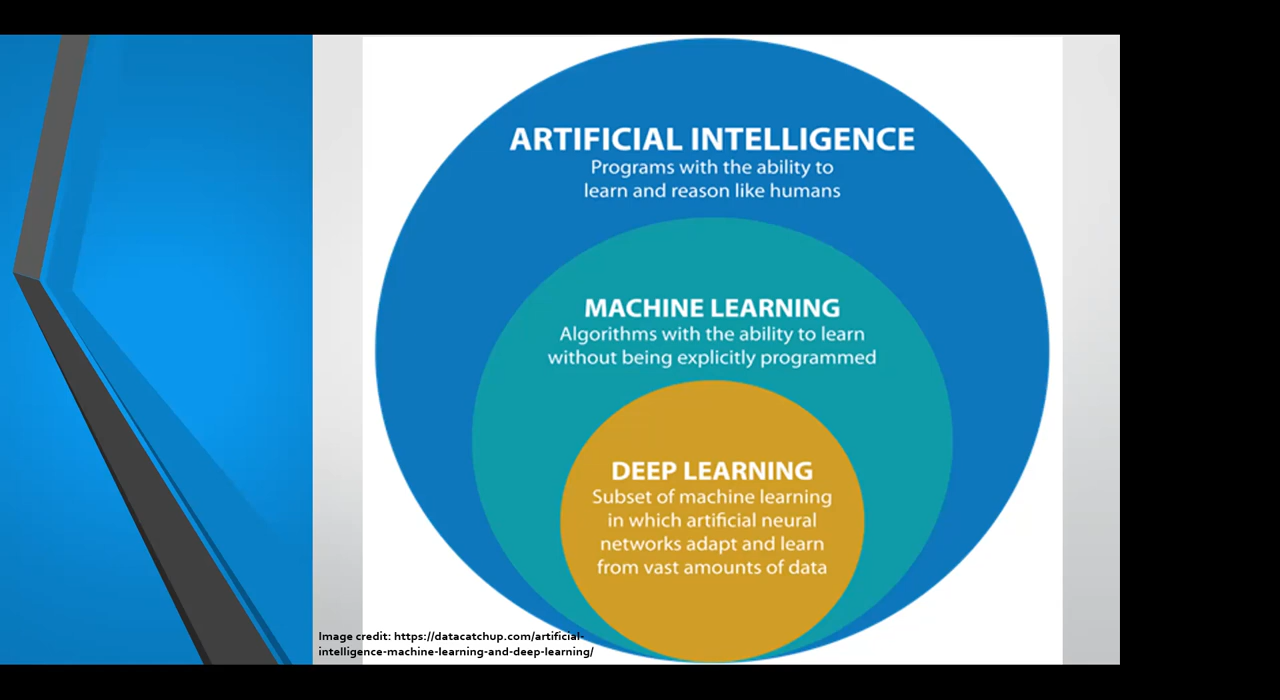 ARTIFICIAL INTELLIGENCE
Programs with the ability to
learn and reason like humans
MACHINE LEARNING
Algorithms with the ability to learn
without being explicitly programmed
DEEP LEARNING
Subset of machine learning
in which artificial neural
networks adapt and learn
from vast amounts of data
Image credit: https://datacatchup.com/artificial-
intelligence-machine-learning-and-deep-learning/